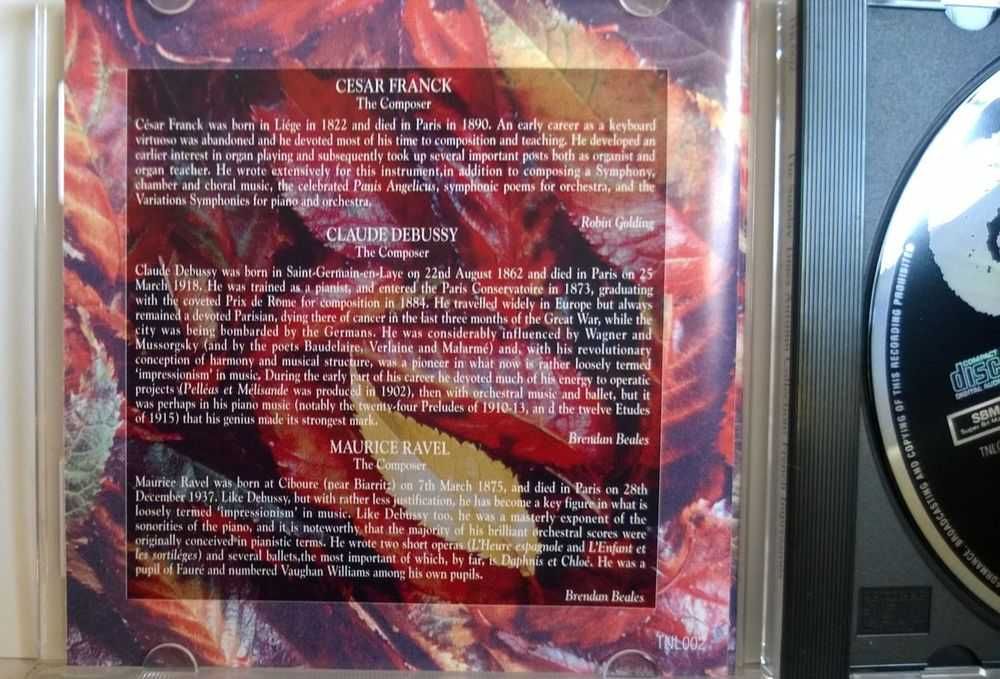 CESAR FRANCK
The Composer
César Franck was born in Liége in 1822 and died in Paris in 1890. An early career as a keyboard
virtuoso was abandoned and he devoted most of his time to composition and teaching. He developed an
earlier interest in organ playing and subsequently took up several important posts both as organist and
organ teacher. He wrote extensively for this instrument,in addition to composing a Symphony,
chamber and choral music, the celebrated Panis Angelicus, symphonic poems for orchestra, and the
Variations Symphonies for piano and orchestra.
Robin Golding
CLAUDE DEBUSSY
The Composer
Claude Debussy was born in Saint-Germain-en-Laye on 22nd August 1862 and died in Paris on 25
March 1918. He was trained as a pianist, and entered the Paris Conservatoire in 1873, graduating
with the coveted Prix de Rome for composition in 1884. He travelled widely in Europe but always
remained a devoted Parisian, dying there of cancer in the last three months of the Great War, while the
city was being bombarded by the Germans. He was considerably influenced by Wagner and
Mussorgsky (and by the poets Baudelaire, Verlaine and Malarmé) and, with his revolutionary
conception of harmony and musical structure, was a pioneer in what now is rather loosely termed
'impressionism' in music. During the early part of his career he devoted much of his energy to operatic
projects (Pelléas et Mélisande was produced in 1902), then with orchestral music and ballet, but it
was perhaps in his piano music (notably the twenty-four Preludes of 1910-13, an d the twelve Etudes
of 1915) that his genius made its strongest mark.
Brendan Beales
MAURICE RAVEL
The Composer
Maurice Ravel was born at Ciboure (near Biarritz) on 7th March 1875, and died in Paris on 28th
December 1937. Like Debussy, but with rather less justification, he has become a key figure in what is
loosely termed 'impressionism' in music. Like Debussy too, he was a masterly exponent of the
sonorities of the piano, and it is noteworthy that the majority of his brilliant orchestral scores were
originally conceived in pianistic terms. He wrote two short operas (L'Heure espagnole and L'Enfant et
les sortilèges) and several ballets,the most important of which, by far, is Daphnis et Chloé. He was a
pupil of Fauré and numbered Vaughan Williams among his own pupils.
Brendan Beales
TNL002
COMPACT
disc
DIGITAL AUDIO
SBM
TNL
ORMANCE, BROADCASTING AND COPYING OF THIS RECORDING PROHIBITED